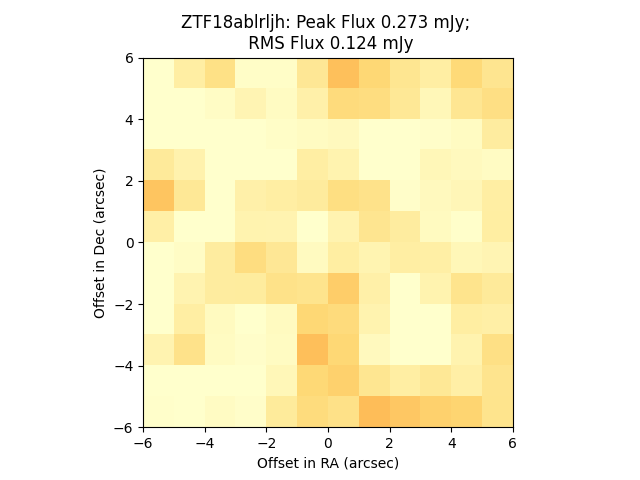 ZTF18ablrljh: Peak Flux 0.273 mJy;
RMS Flux 0.124 mJy
6
4
2
0
−2
−4
−6
−6 −4 −2 0 2 4 6
Offset in Dec (arcsec)
Offset in RA (arcsec)